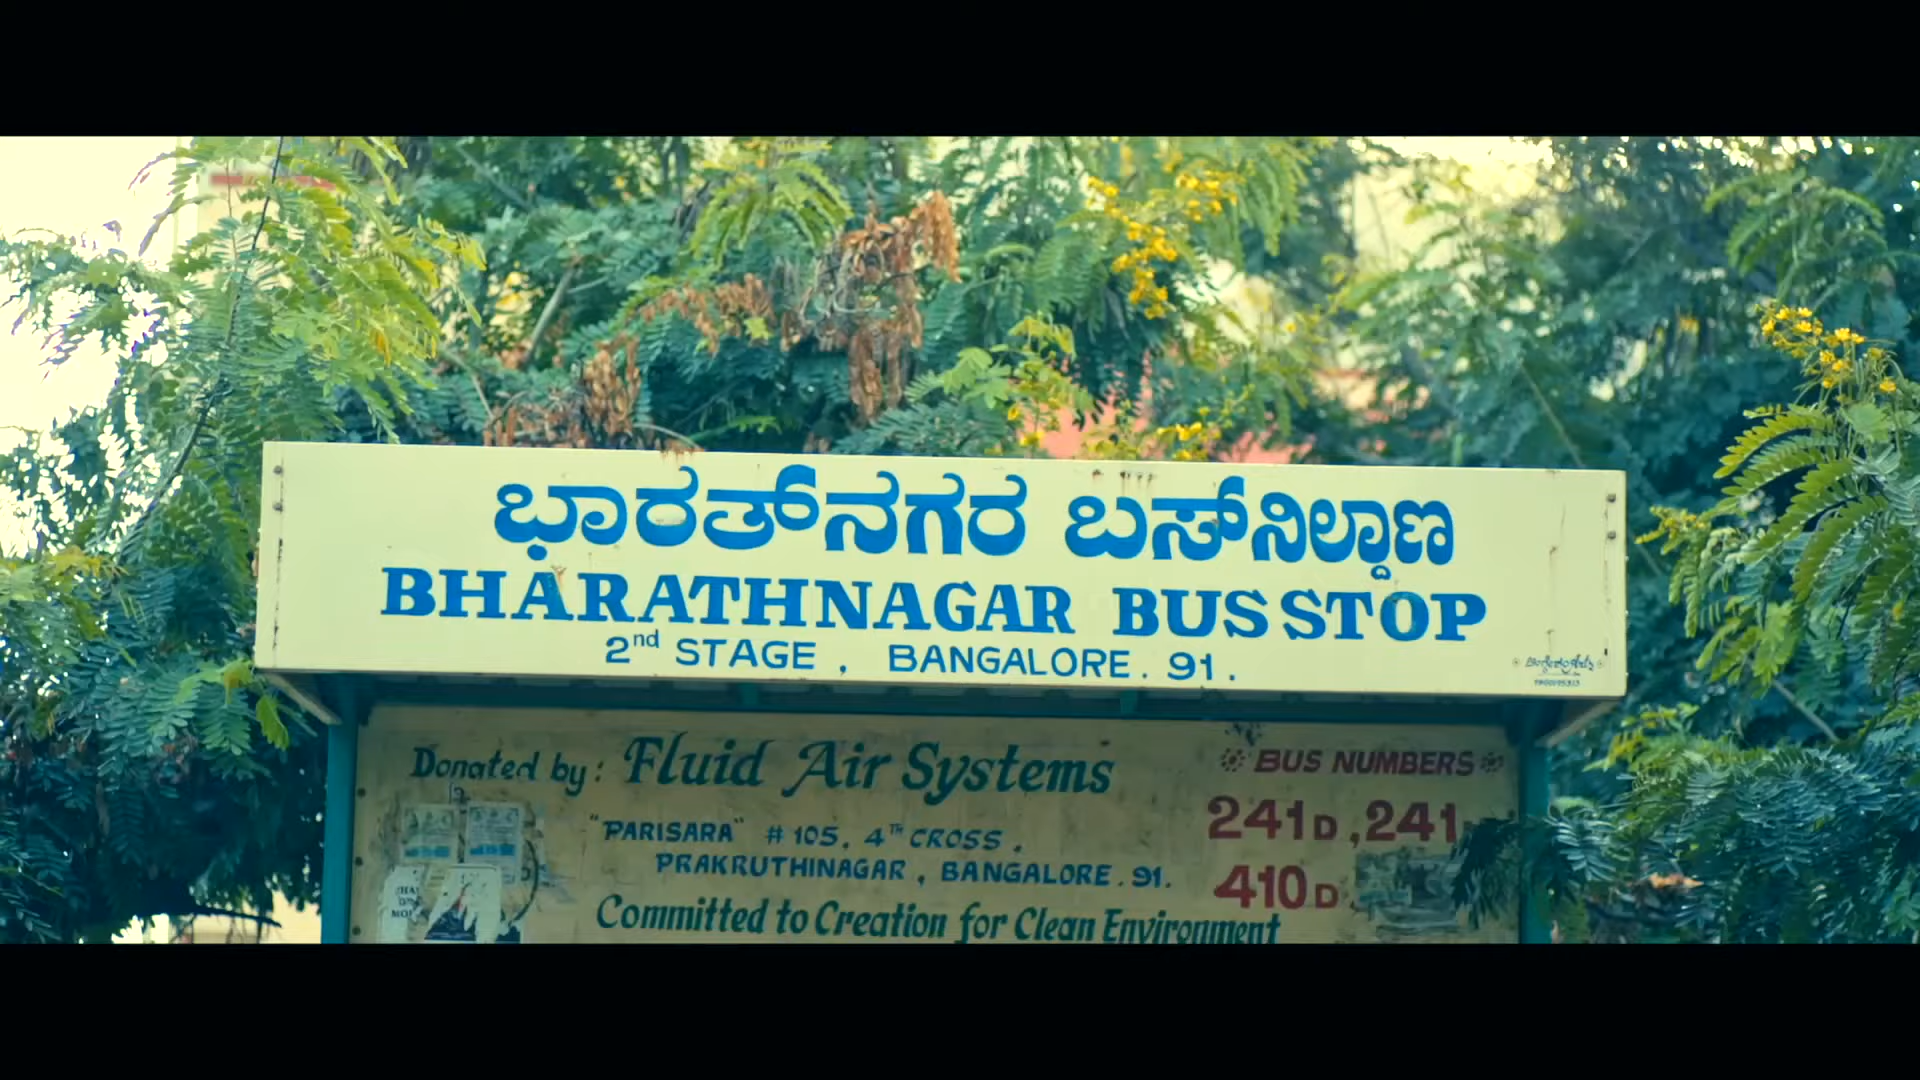 ಭಾರತ್‌ನಗರ ಬಸ್‌ನಿಲ್ದಾಣ
BHARATHNAGAR BUS STOP
2nd STAGE , BANGALORE . 91 .
Donated by : Fluid Air Systems
"PARISARA" # 105, 4TH CROSS,
PRAKRUTHINAGAR, BANGALORE. 91.
Committed to Creation for Clean Environment
BUS NUMBERS
241D, 241
410D